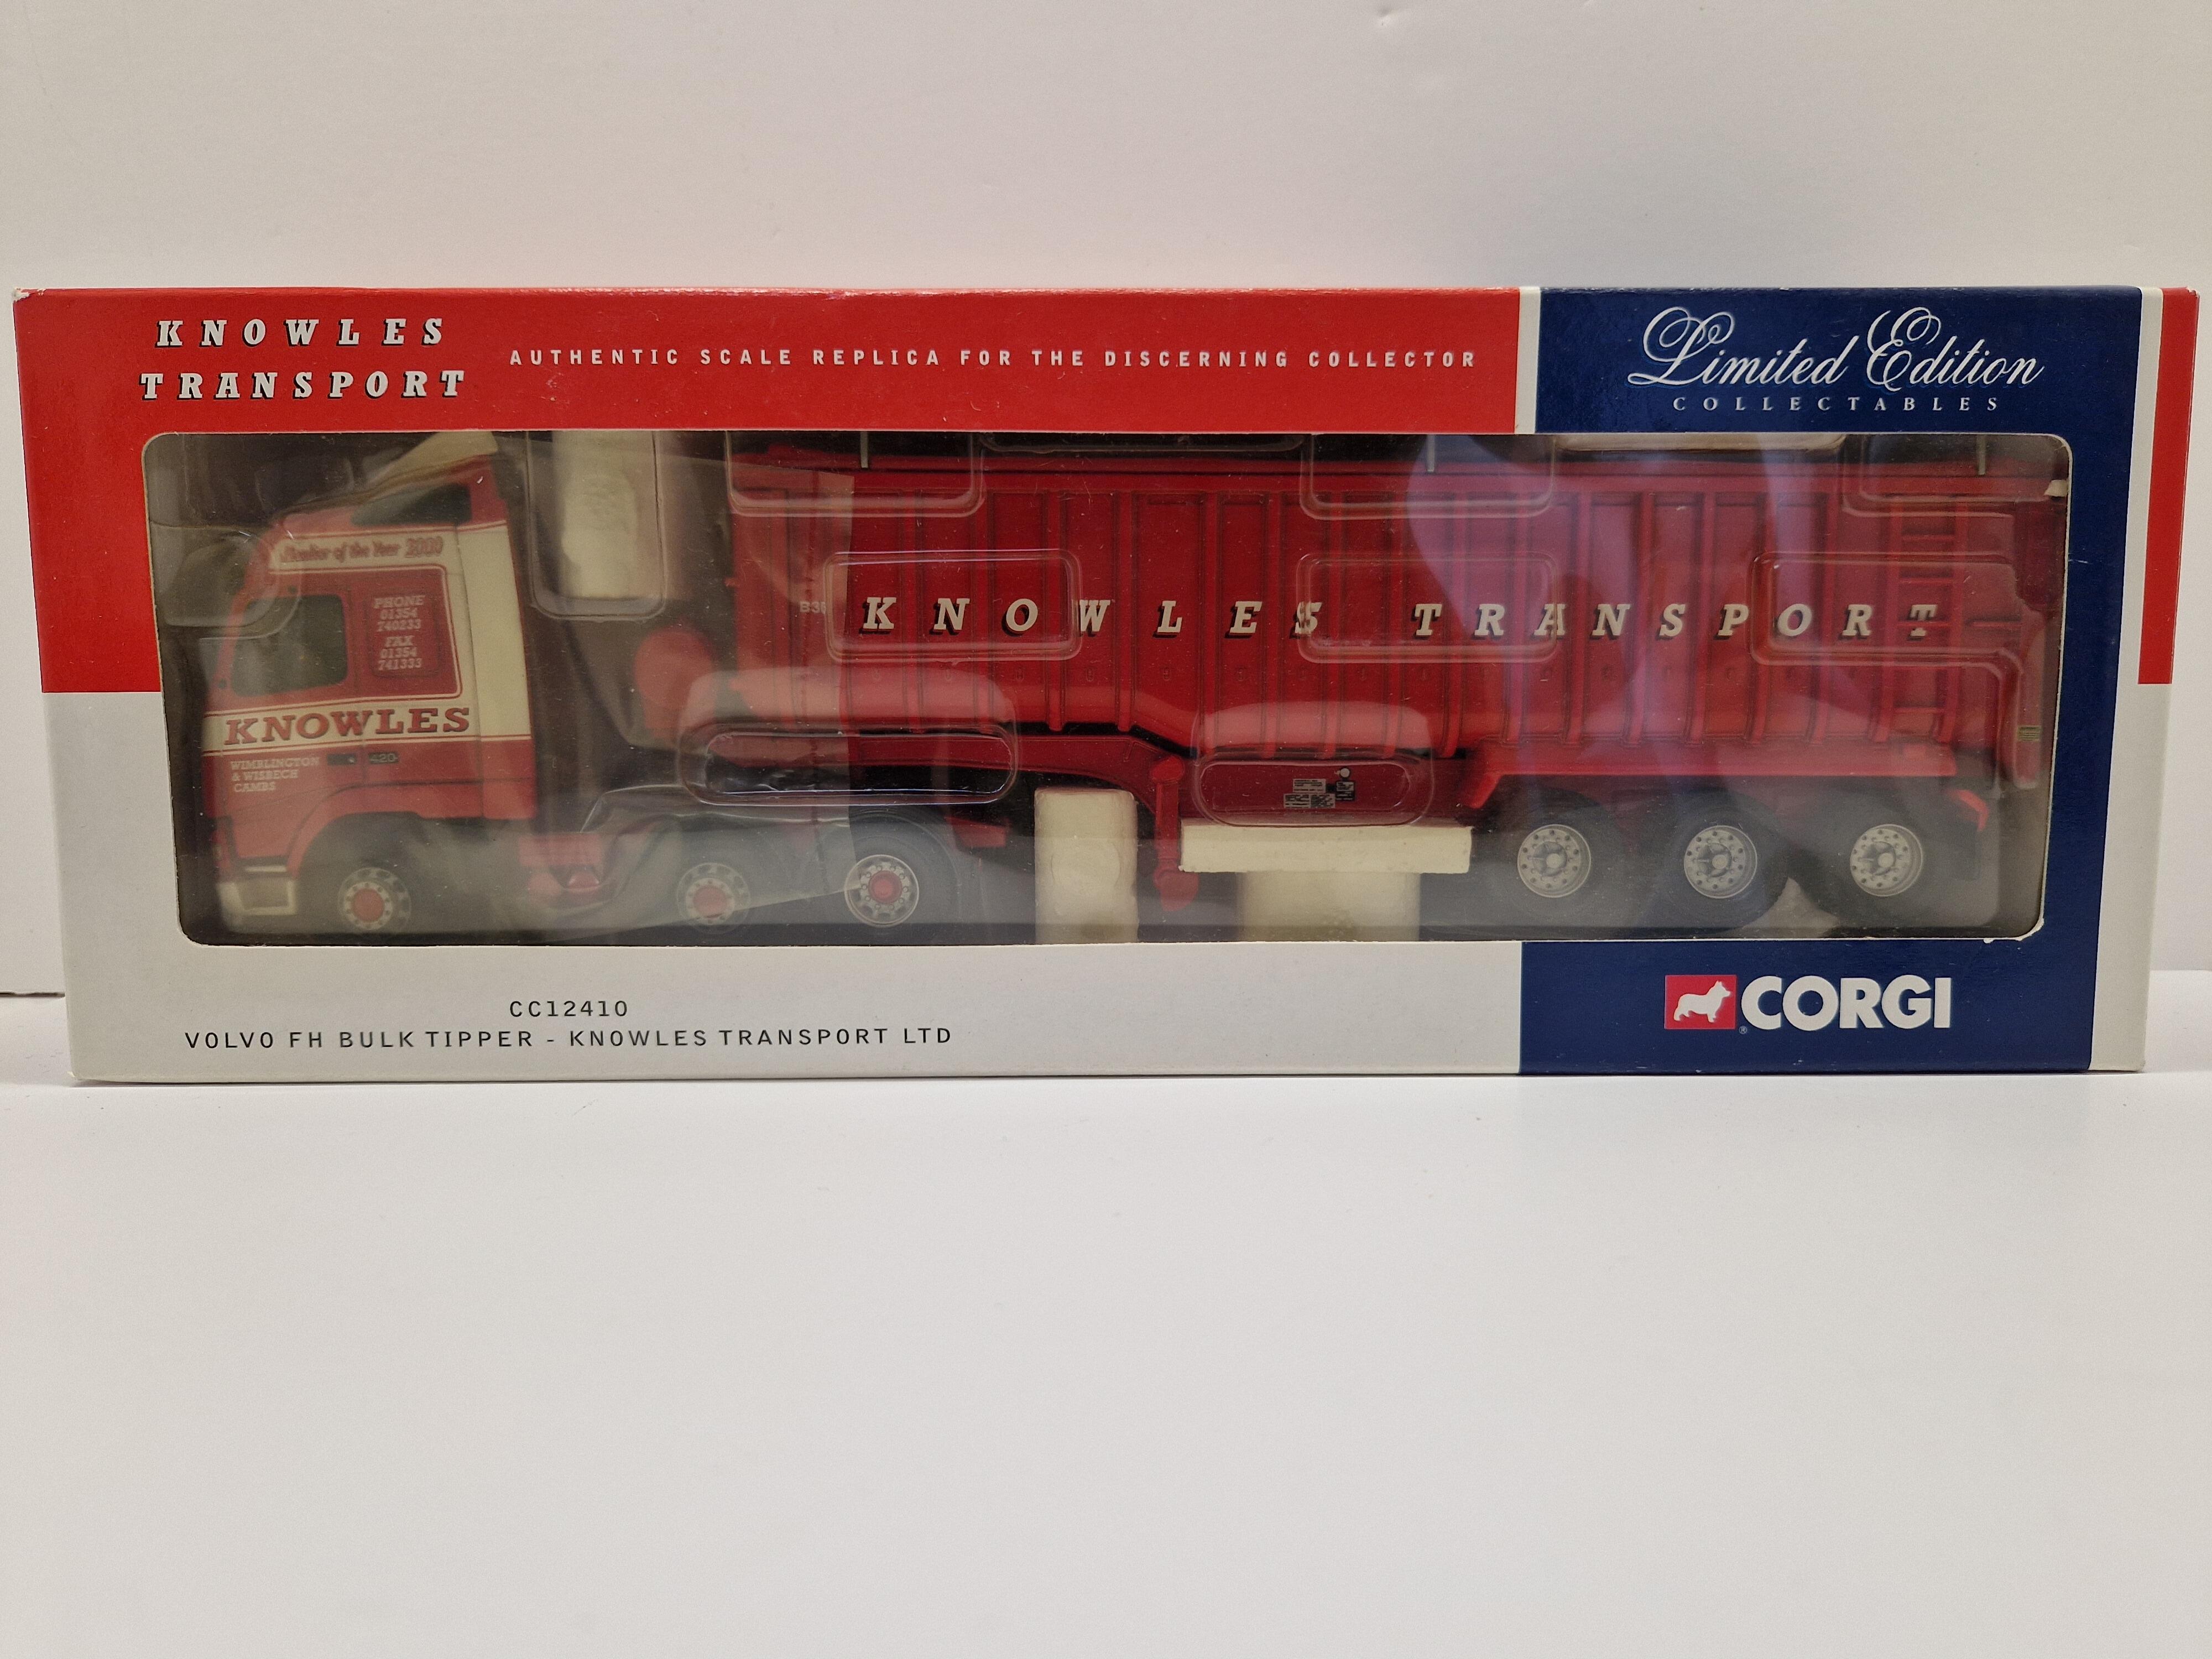 KNOWLES
TRANSPORT
AUTHENTIC SCALE REPLICA FOR THE DISCERNING COLLECTOR
Limited Edition
COLLECTABLES
Haulier of the Year 2000
PHONE
01354
740233
FAX
01354
741333
KNOWLES
420
WIMBLINGTON
& WISBECH
CAMBS
KNOWLES TRANSPORT
CC12410
VOLVO FH BULK TIPPER - KNOWLES TRANSPORT LTD
CORGI